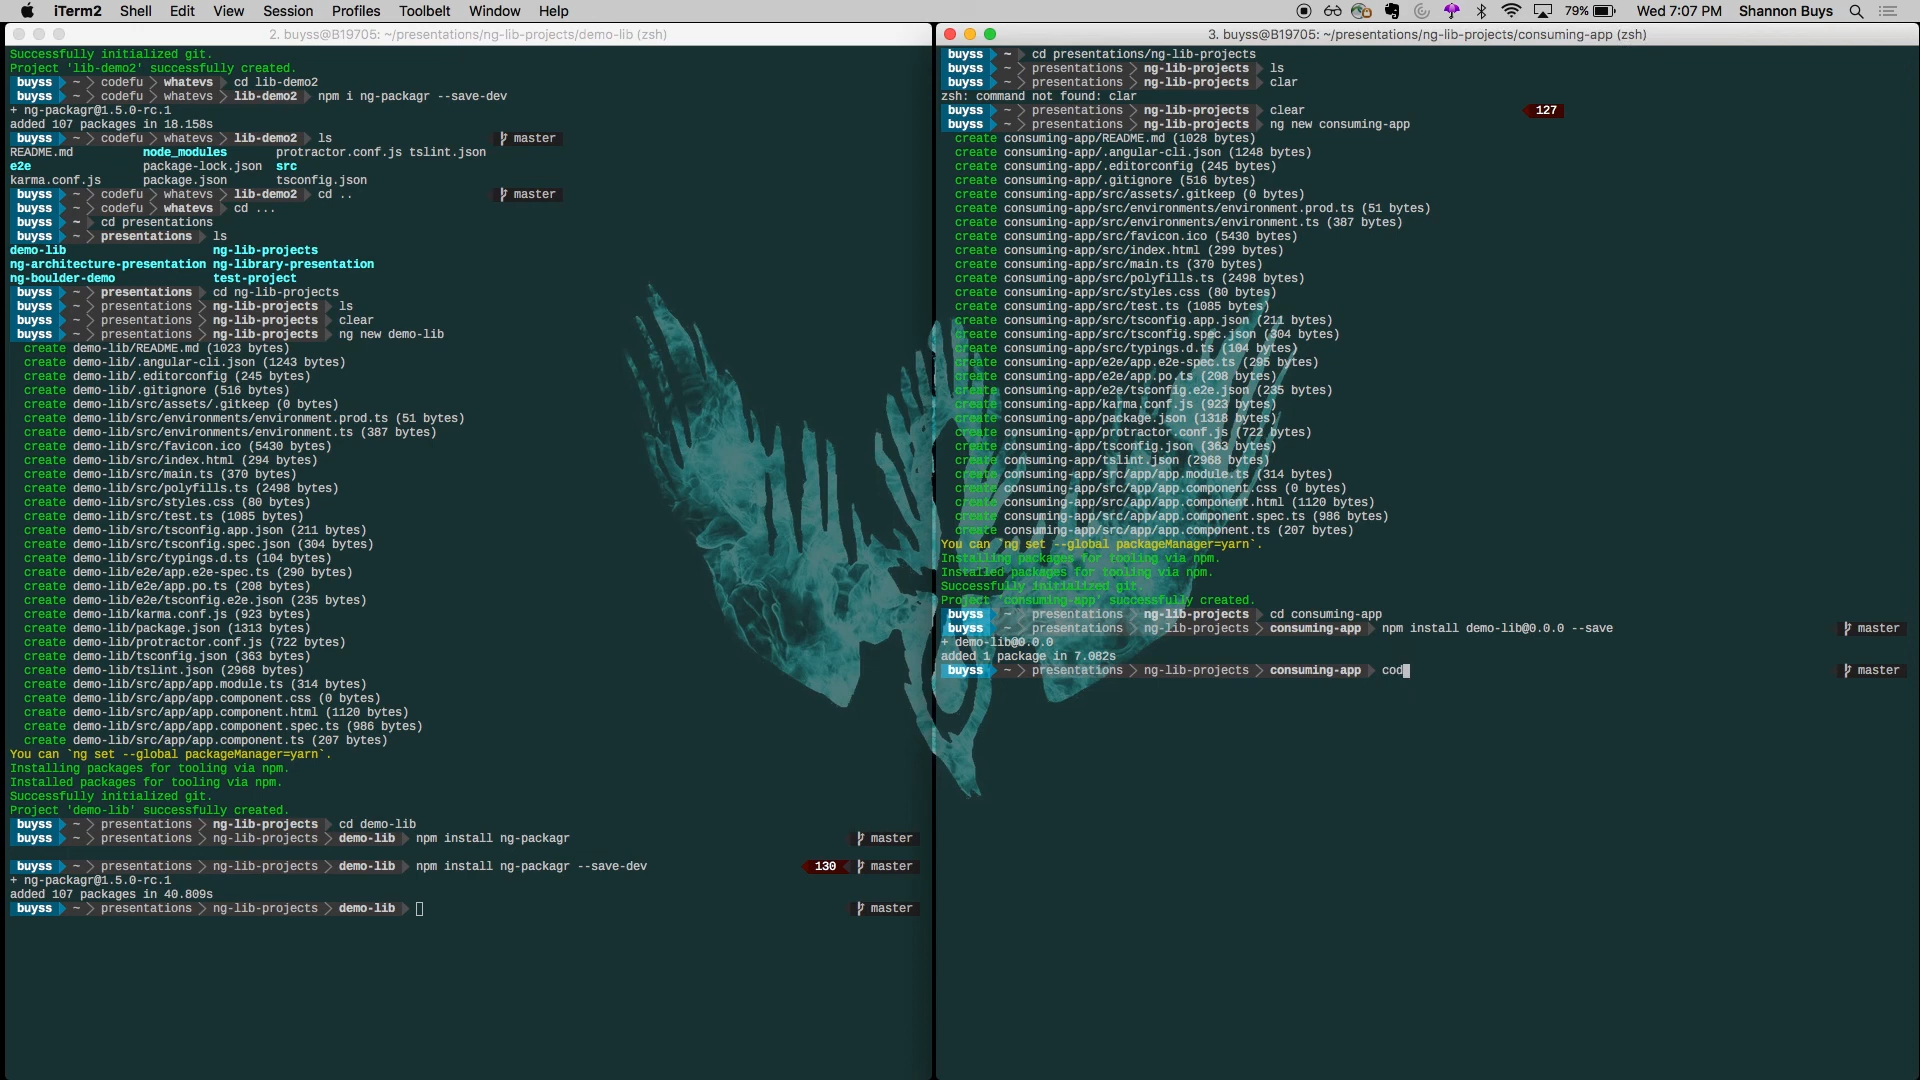 iTerm2 Shell Edit View Session Profiles Toolbelt Window Help 79% Wed 7:07 PM Shannon Buys
2. buyss@B19705: ~/presentations/ng-lib-projects/demo-lib (zsh)
Successfully initialized git.
Project 'lib-demo2' successfully created.
buyss ~ codefu whatevs cd lib-demo2
buyss ~ codefu whatevs lib-demo2 npm i ng-packagr --save-dev
+ ng-packagr@1.5.0-rc.1
added 107 packages in 18.158s
buyss ~ codefu whatevs lib-demo2 ls master
README.md node_modules protractor.conf.js tslint.json
e2e package-lock.json src
karma.conf.js package.json tsconfig.json
buyss ~ codefu whatevs lib-demo2 cd .. master
buyss ~ codefu whatevs cd ...
buyss ~ cd presentations
buyss ~ presentations ls
demo-lib ng-lib-projects
ng-architecture-presentation ng-library-presentation
ng-boulder-demo test-project
buyss ~ presentations cd ng-lib-projects
buyss ~ presentations ng-lib-projects ls
buyss ~ presentations ng-lib-projects clear
buyss ~ presentations ng-lib-projects ng new demo-lib
create demo-lib/README.md (1023 bytes)
create demo-lib/.angular-cli.json (1243 bytes)
create demo-lib/.editorconfig (245 bytes)
create demo-lib/.gitignore (516 bytes)
create demo-lib/src/assets/.gitkeep (0 bytes)
create demo-lib/src/environments/environment.prod.ts (51 bytes)
create demo-lib/src/environments/environment.ts (387 bytes)
create demo-lib/src/favicon.ico (5430 bytes)
create demo-lib/src/index.html (294 bytes)
create demo-lib/src/main.ts (370 bytes)
create demo-lib/src/polyfills.ts (2498 bytes)
create demo-lib/src/styles.css (80 bytes)
create demo-lib/src/test.ts (1085 bytes)
create demo-lib/src/tsconfig.app.json (211 bytes)
create demo-lib/src/tsconfig.spec.json (304 bytes)
create demo-lib/src/typings.d.ts (104 bytes)
create demo-lib/e2e/app.e2e-spec.ts (290 bytes)
create demo-lib/e2e/app.po.ts (208 bytes)
create demo-lib/e2e/tsconfig.e2e.json (235 bytes)
create demo-lib/karma.conf.js (923 bytes)
create demo-lib/package.json (1313 bytes)
create demo-lib/protractor.conf.js (722 bytes)
create demo-lib/tsconfig.json (363 bytes)
create demo-lib/tslint.json (2968 bytes)
create demo-lib/src/app/app.module.ts (314 bytes)
create demo-lib/src/app/app.component.css (0 bytes)
create demo-lib/src/app/app.component.html (1120 bytes)
create demo-lib/src/app/app.component.spec.ts (986 bytes)
create demo-lib/src/app/app.component.ts (207 bytes)
You can `ng set --global packageManager=yarn`.
Installing packages for tooling via npm.
Installed packages for tooling via npm.
Successfully initialized git.
Project 'demo-lib' successfully created.
buyss ~ presentations ng-lib-projects cd demo-lib
buyss ~ presentations ng-lib-projects demo-lib npm install ng-packagr master
buyss ~ presentations ng-lib-projects demo-lib npm install ng-packagr --save-dev 130 master
+ ng-packagr@1.5.0-rc.1
added 107 packages in 40.809s
buyss ~ presentations ng-lib-projects demo-lib master
3. buyss@B19705: ~/presentations/ng-lib-projects/consuming-app (zsh)
buyss ~ cd presentations/ng-lib-projects
buyss ~ presentations ng-lib-projects ls
buyss ~ presentations ng-lib-projects clar
zsh: command not found: clar
buyss ~ presentations ng-lib-projects clear 127
buyss ~ presentations ng-lib-projects ng new consuming-app
create consuming-app/README.md (1028 bytes)
create consuming-app/.angular-cli.json (1248 bytes)
create consuming-app/.editorconfig (245 bytes)
create consuming-app/.gitignore (516 bytes)
create consuming-app/src/assets/.gitkeep (0 bytes)
create consuming-app/src/environments/environment.prod.ts (51 bytes)
create consuming-app/src/environments/environment.ts (387 bytes)
create consuming-app/src/favicon.ico (5430 bytes)
create consuming-app/src/index.html (299 bytes)
create consuming-app/src/main.ts (370 bytes)
create consuming-app/src/polyfills.ts (2498 bytes)
create consuming-app/src/styles.css (80 bytes)
create consuming-app/src/test.ts (1085 bytes)
create consuming-app/src/tsconfig.app.json (211 bytes)
create consuming-app/src/tsconfig.spec.json (304 bytes)
create consuming-app/src/typings.d.ts (104 bytes)
create consuming-app/e2e/app.e2e-spec.ts (295 bytes)
create consuming-app/e2e/app.po.ts (208 bytes)
create consuming-app/e2e/tsconfig.e2e.json (235 bytes)
create consuming-app/karma.conf.js (923 bytes)
create consuming-app/package.json (1318 bytes)
create consuming-app/protractor.conf.js (722 bytes)
create consuming-app/tsconfig.json (363 bytes)
create consuming-app/tslint.json (2968 bytes)
create consuming-app/src/app/app.module.ts (314 bytes)
create consuming-app/src/app/app.component.css (0 bytes)
create consuming-app/src/app/app.component.html (1120 bytes)
create consuming-app/src/app/app.component.spec.ts (986 bytes)
create consuming-app/src/app/app.component.ts (207 bytes)
You can `ng set --global packageManager=yarn`.
Installing packages for tooling via npm.
Installed packages for tooling via npm.
Successfully initialized git.
Project 'consuming-app' successfully created.
buyss ~ presentations ng-lib-projects cd consuming-app
buyss ~ presentations ng-lib-projects consuming-app npm install demo-lib@0.0.0 --save master
+ demo-lib@0.0.0
added 1 package in 7.082s
buyss ~ presentations ng-lib-projects consuming-app cod master